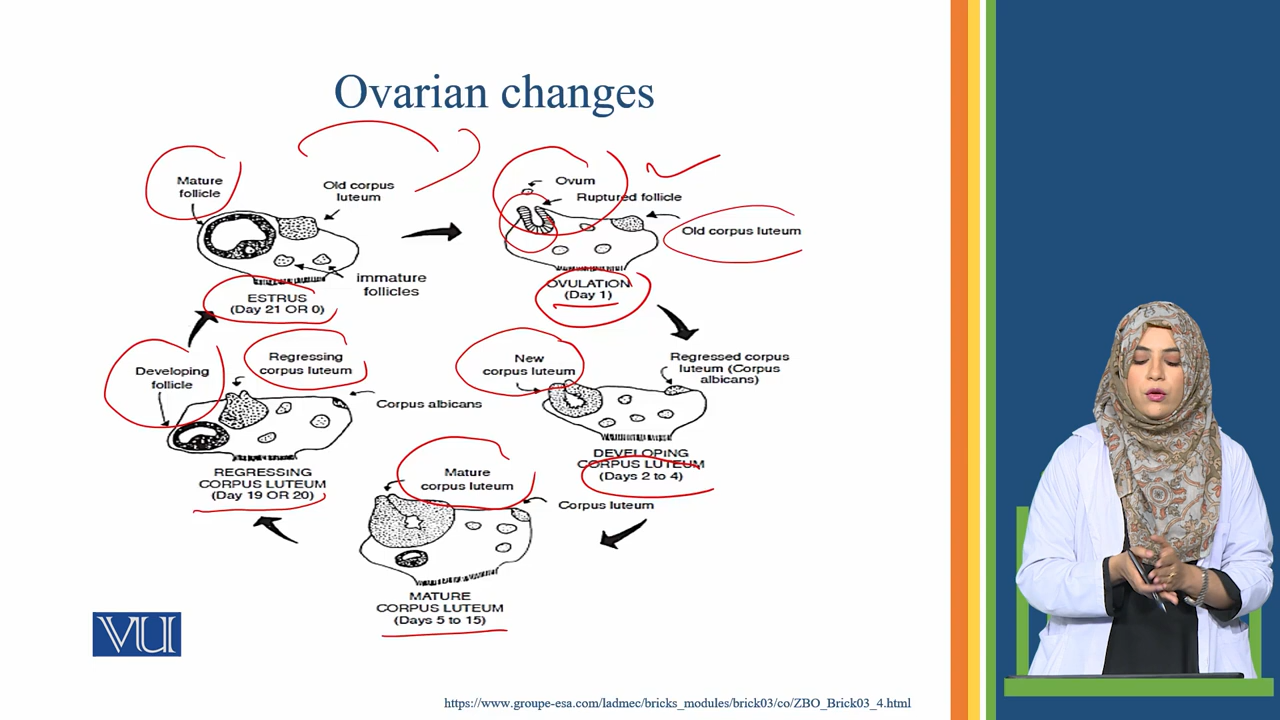 Ovarian changes
Mature
follicle
Old corpus
luteum
immature
follicles
ESTRUS
(Day 21 OR 0)
Ovum
Ruptured follicle
Old corpus luteum
OVULATION
(Day 1)
New
corpus luteum
Regressed corpus
luteum (Corpus
albicans)
DEVELOPING
CORPUS LUTEUM
(Days 2 to 4)
Mature
corpus luteum
Corpus luteum
MATURE
CORPUS LUTEUM
(Days 5 to 15)
Developing
follicle
Regressing
corpus luteum
Corpus albicans
REGRESSING
CORPUS LUTEUM
(Day 19 OR 20)
VU
https://www.groupe-esa.com/ladmec/bricks_modules/brick03/co/ZBO_Brick03_4.html